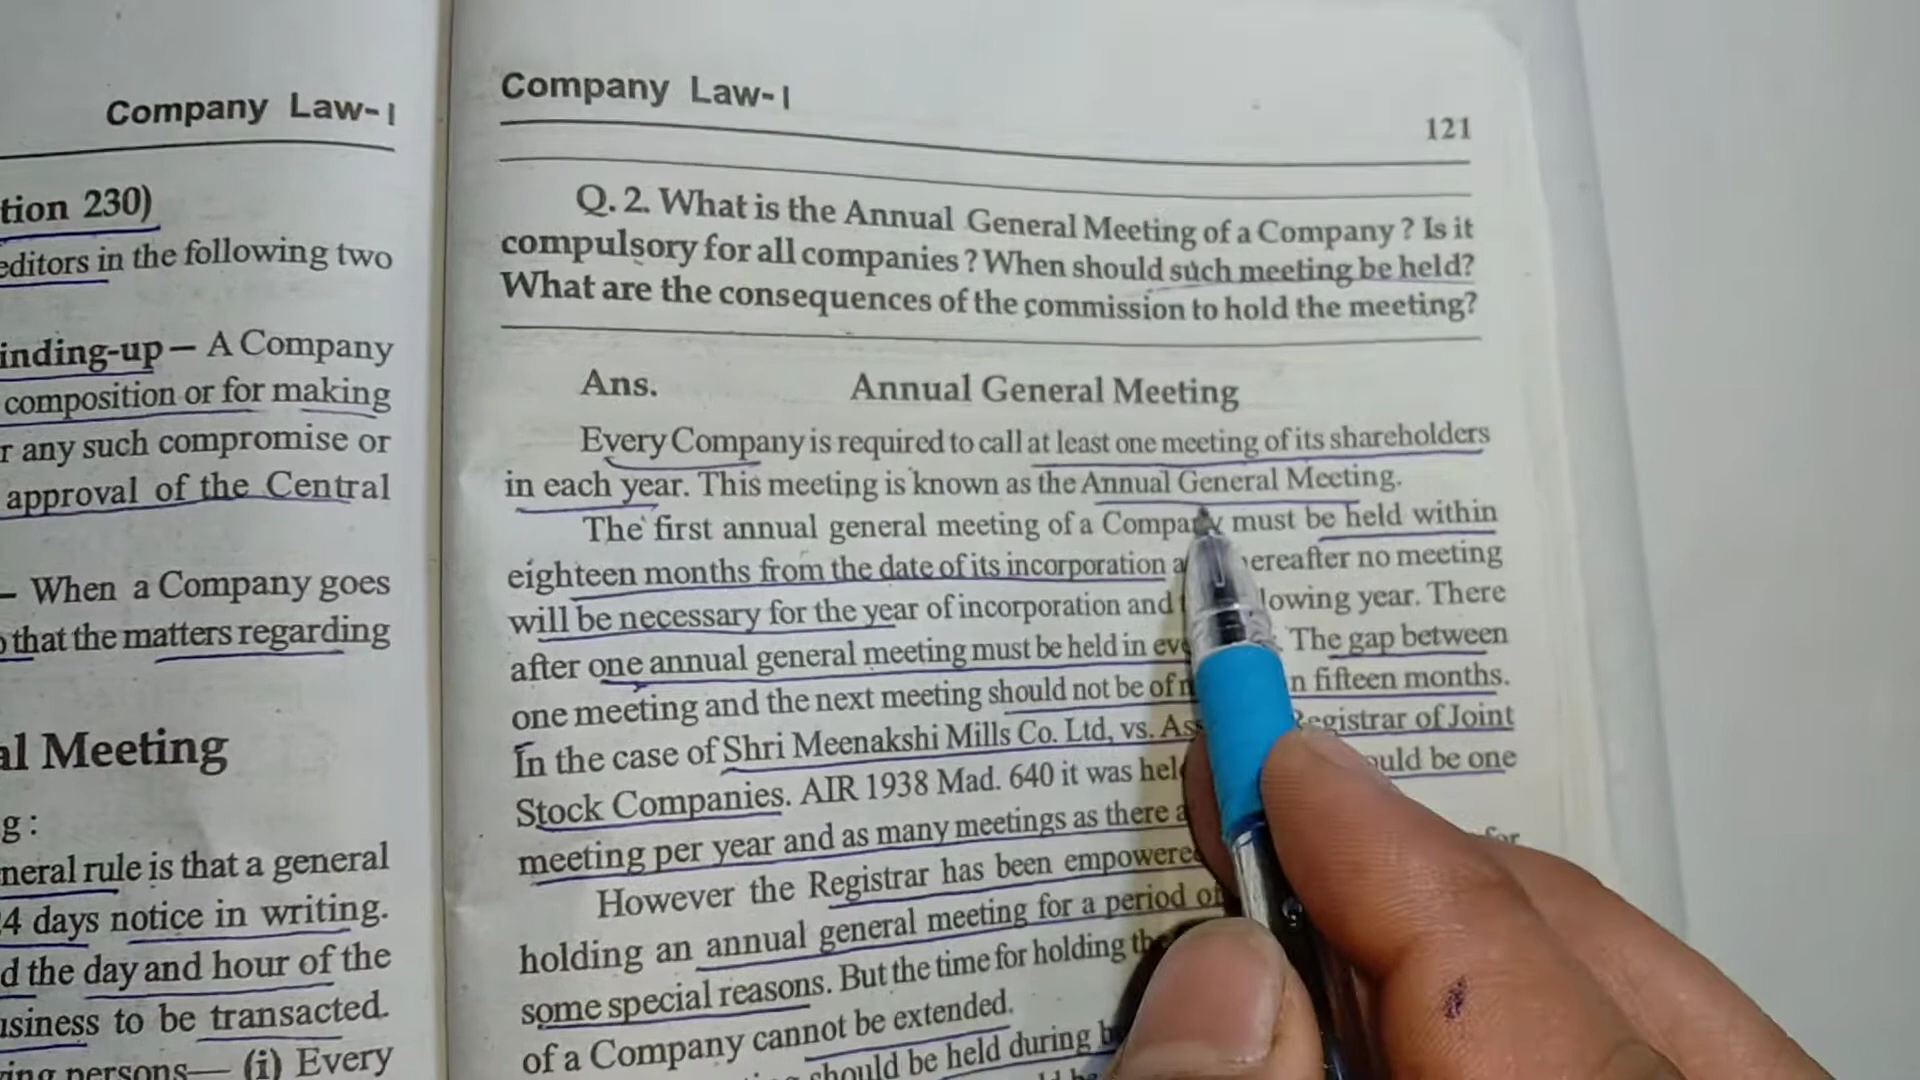 Company Law-I
tion 230)
editors in the following two
inding-up — A Company
composition or for making
r any such compromise or
approval of the Central
— When a Company goes
that the matters regarding
al Meeting
g :
neral rule is that a general
4 days notice in writing.
d the day and hour of the
usiness to be transacted.
ing persons— (i) Every
Company Law-I
121
Q. 2. What is the Annual General Meeting of a Company ? Is it
compulsory for all companies ? When should such meeting be held?
What are the consequences of the commission to hold the meeting?
Ans. Annual General Meeting
Every Company is required to call at least one meeting of its shareholders
in each year. This meeting is known as the Annual General Meeting.
The first annual general meeting of a Company must be held within
eighteen months from the date of its incorporation a hereafter no meeting
will be necessary for the year of incorporation and lowing year. There
after one annual general meeting must be held in eve The gap between
one meeting and the next meeting should not be of n fifteen months.
In the case of Shri Meenakshi Mills Co. Ltd, vs. Ass Registrar of Joint
Stock Companies. AIR 1938 Mad. 640 it was hel ould be one
meeting per year and as many meetings as there a
However the Registrar has been empowered for
holding an annual general meeting for a period of
some special reasons. But the time for holding the
of a Company cannot be extended.
should be held during b